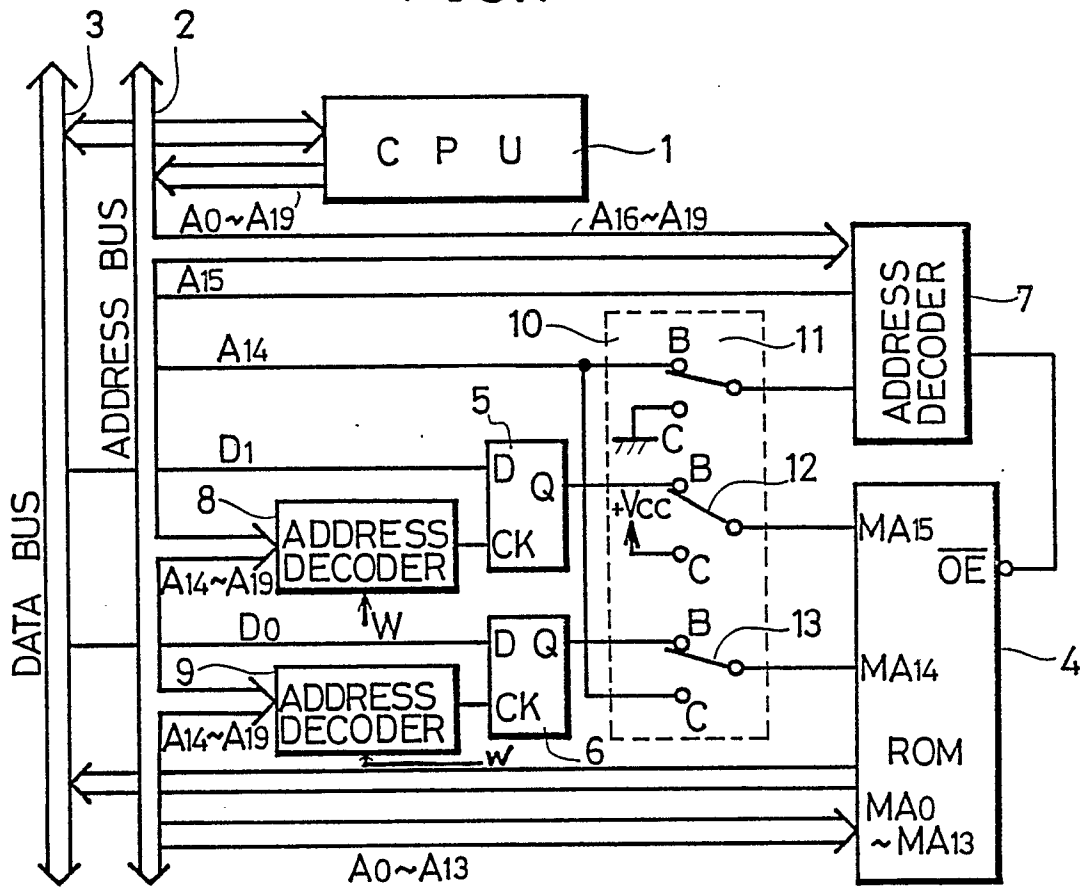 3
2
C P U
1
A0~A19
A16~A19
ADDRESS BUS
A15
ADDRESS DECODER
7
10
11
A14
B
C
5
D1
D
Q
CK
B
12
+VCC
C
MA15
OE
8
ADDRESS
DECODER
A14~A19
W
DATA BUS
D0
D
Q
CK
B
13
C
MA14
4
9
ADDRESS
DECODER
A14~A19
W
6
ROM
MA0
~MA13
A0~A13